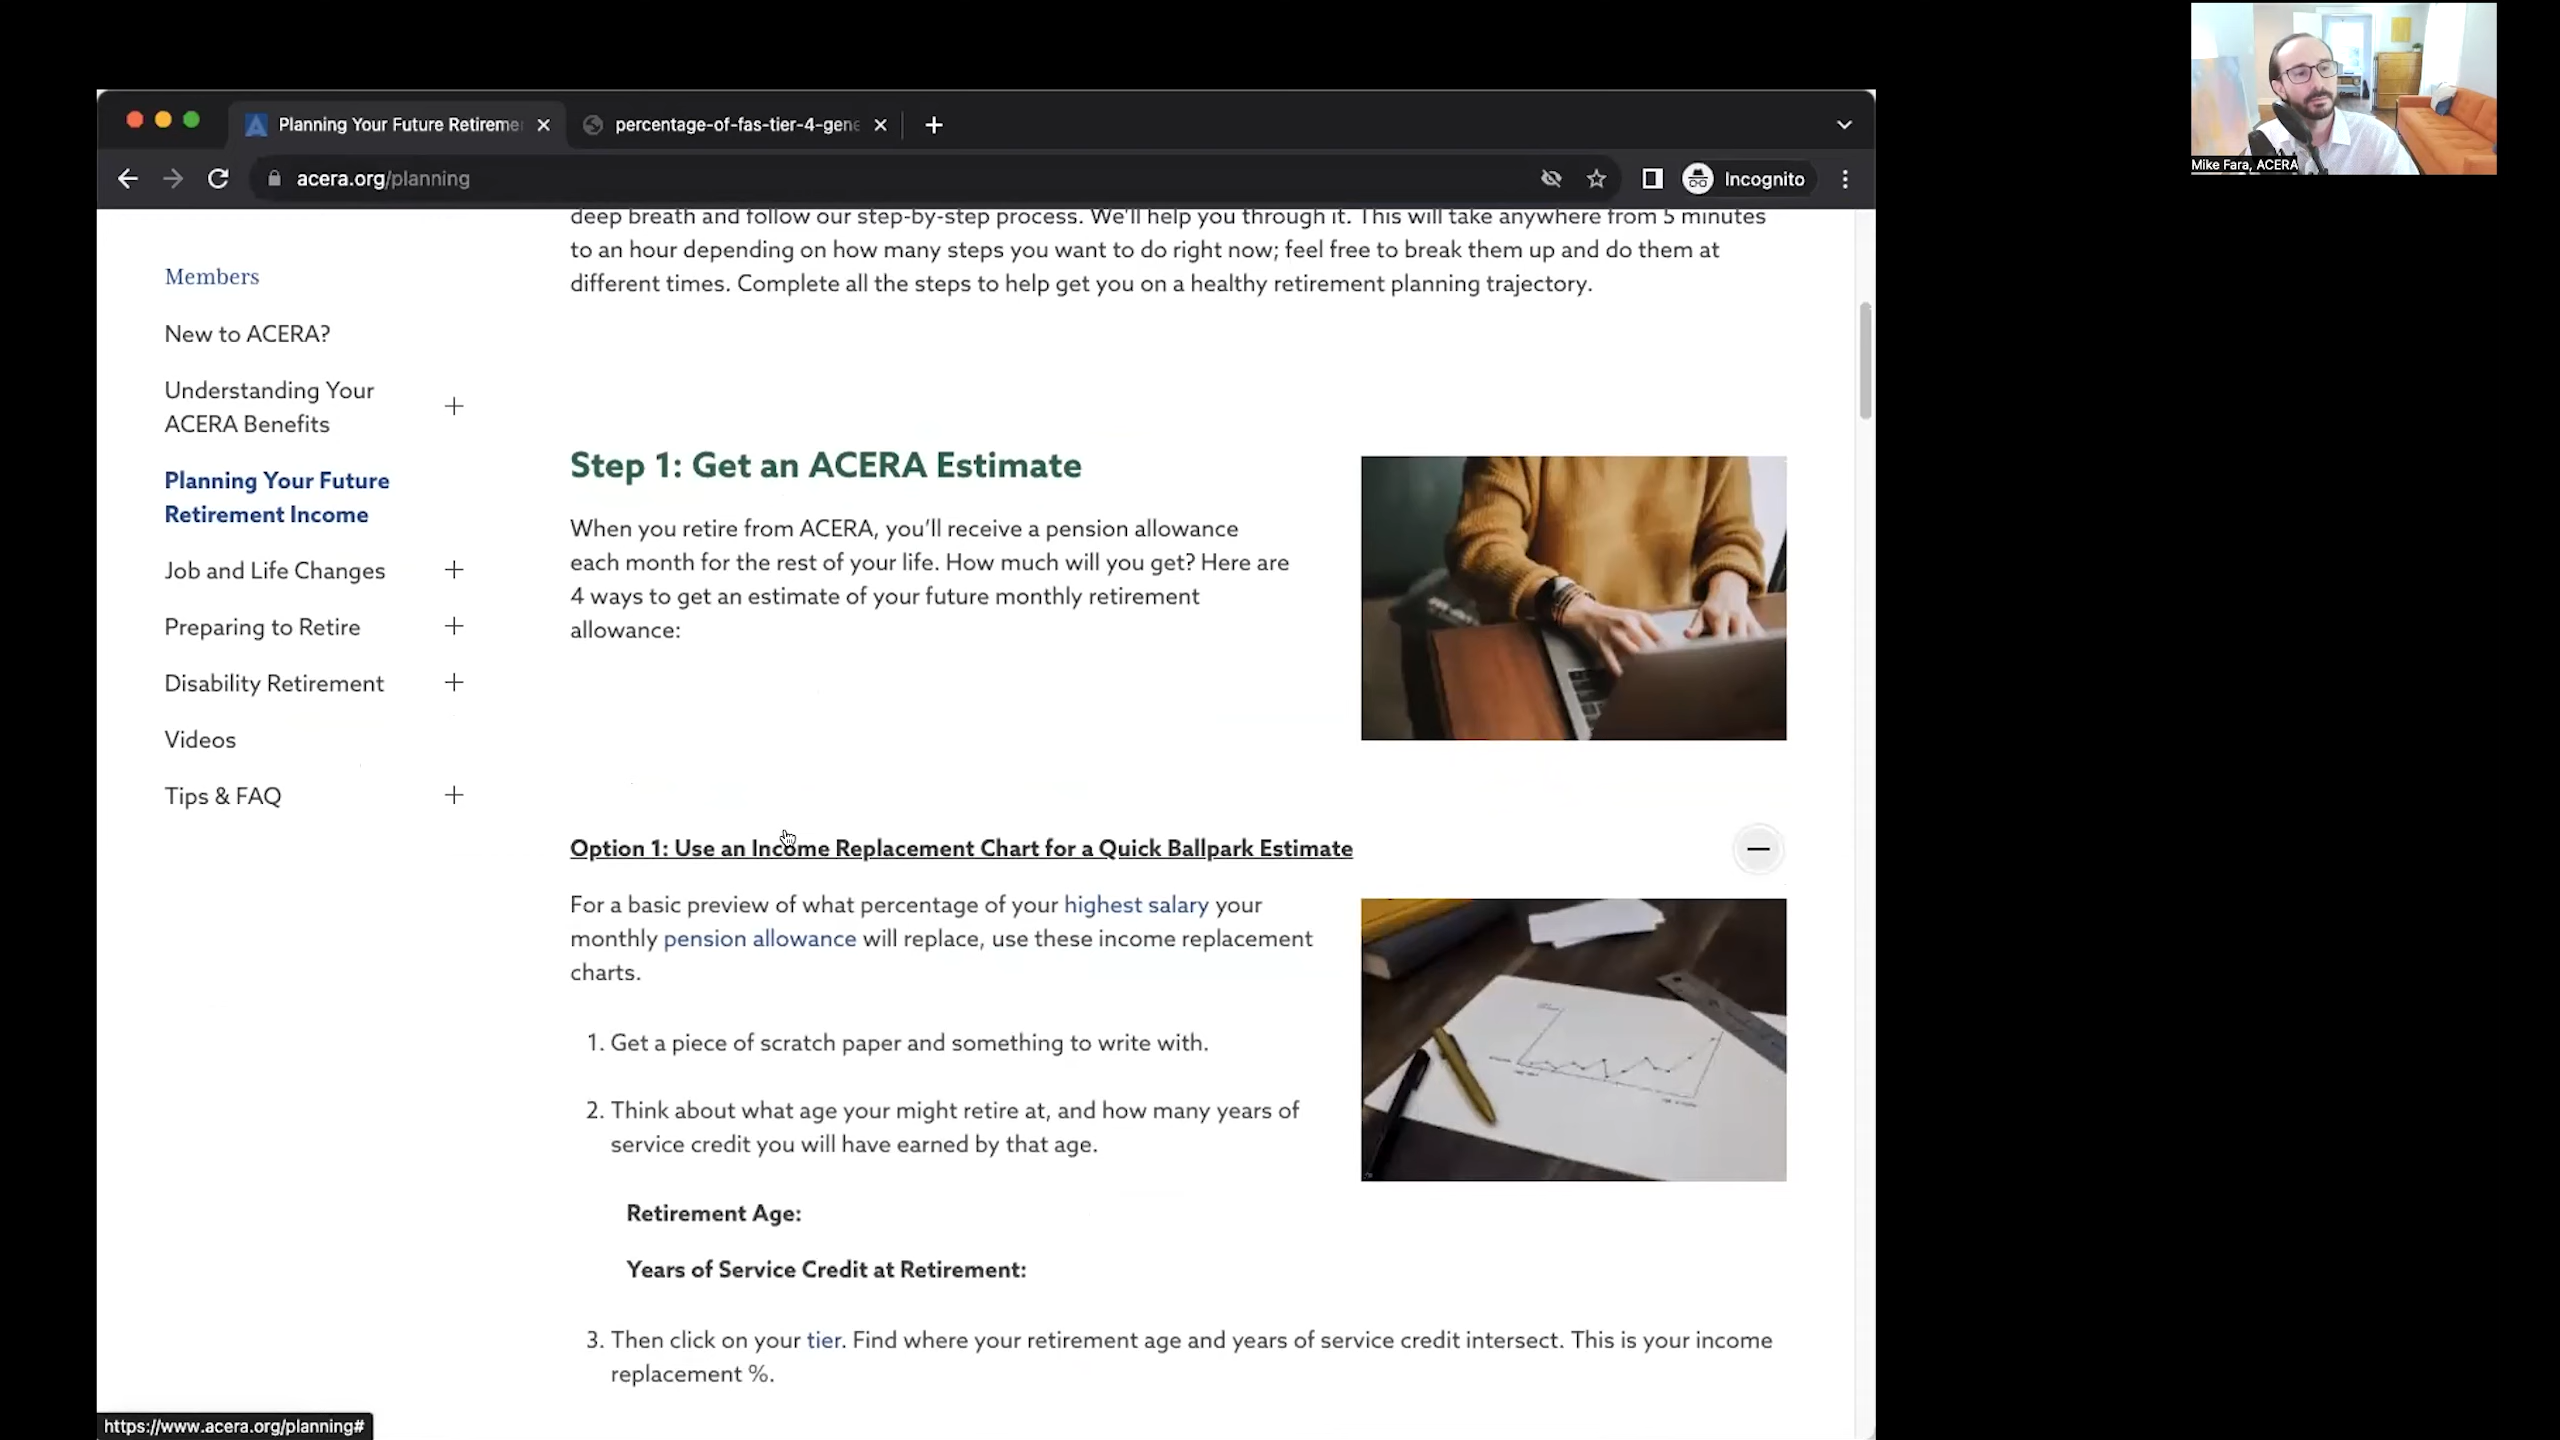 Mike Fara, ACERA
Planning Your Future Retireme
percentage-of-fas-tier-4-gene
acera.org/planning
Incognito
Members
New to ACERA?
Understanding Your
ACERA Benefits
Planning Your Future
Retirement Income
Job and Life Changes
Preparing to Retire
Disability Retirement
Videos
Tips & FAQ
deep breath and follow our step-by-step process. We'll help you through it. This will take anywhere from 5 minutes
to an hour depending on how many steps you want to do right now; feel free to break them up and do them at
different times. Complete all the steps to help get you on a healthy retirement planning trajectory.
Step 1: Get an ACERA Estimate
When you retire from ACERA, you'll receive a pension allowance
each month for the rest of your life. How much will you get? Here are
4 ways to get an estimate of your future monthly retirement
allowance:
Option 1: Use an Income Replacement Chart for a Quick Ballpark Estimate
For a basic preview of what percentage of your highest salary your
monthly pension allowance will replace, use these income replacement
charts.
1. Get a piece of scratch paper and something to write with.
2. Think about what age your might retire at, and how many years of
service credit you will have earned by that age.
Retirement Age:
Years of Service Credit at Retirement:
3. Then click on your tier. Find where your retirement age and years of service credit intersect. This is your income
replacement %.
https://www.acera.org/planning#